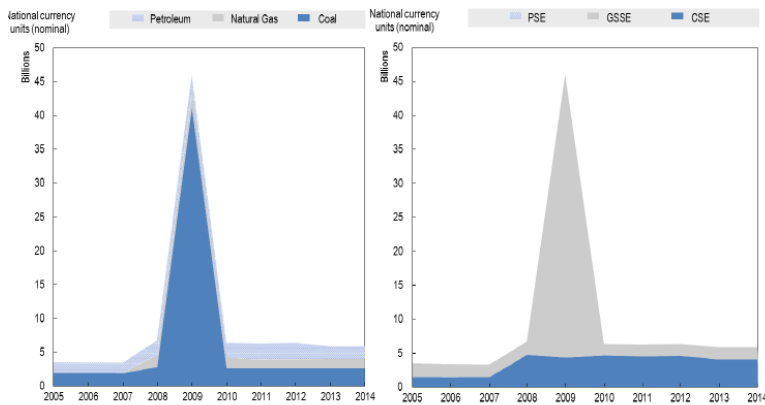 National currency
units (nominal)
Petroleum
Natural Gas
Coal
Billions
50
45
40
35
30
25
20
15
10
5
0
2005 2006 2007 2008 2009 2010 2011 2012 2013 2014
National currency
units (nominal)
PSE
GSSE
CSE
Billions
50
45
40
35
30
25
20
15
10
5
0
2005 2006 2007 2008 2009 2010 2011 2012 2013 2014